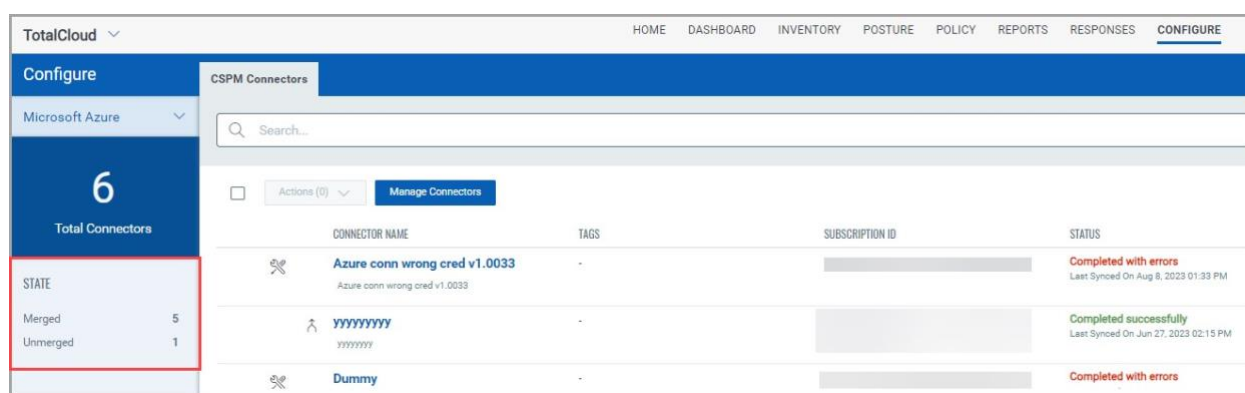 TotalCloud
HOME DASHBOARD INVENTORY POSTURE POLICY REPORTS RESPONSES CONFIGURE
Configure
CSPM Connectors
Microsoft Azure
Search...
6
Total Connectors
Actions (0)
Manage Connectors
CONNECTOR NAME TAGS SUBSCRIPTION ID STATUS
Azure conn wrong cred v1.0033 - Completed with errors
Azure conn wrong cred v1.0033 Last Synced On Aug 8, 2023 01:33 PM
STATE
Merged 5
Unmerged 1
yyyyyyyyy - Completed successfully
yyyyyyyy Last Synced On Jun 27, 2023 02:15 PM
Dummy - Completed with errors